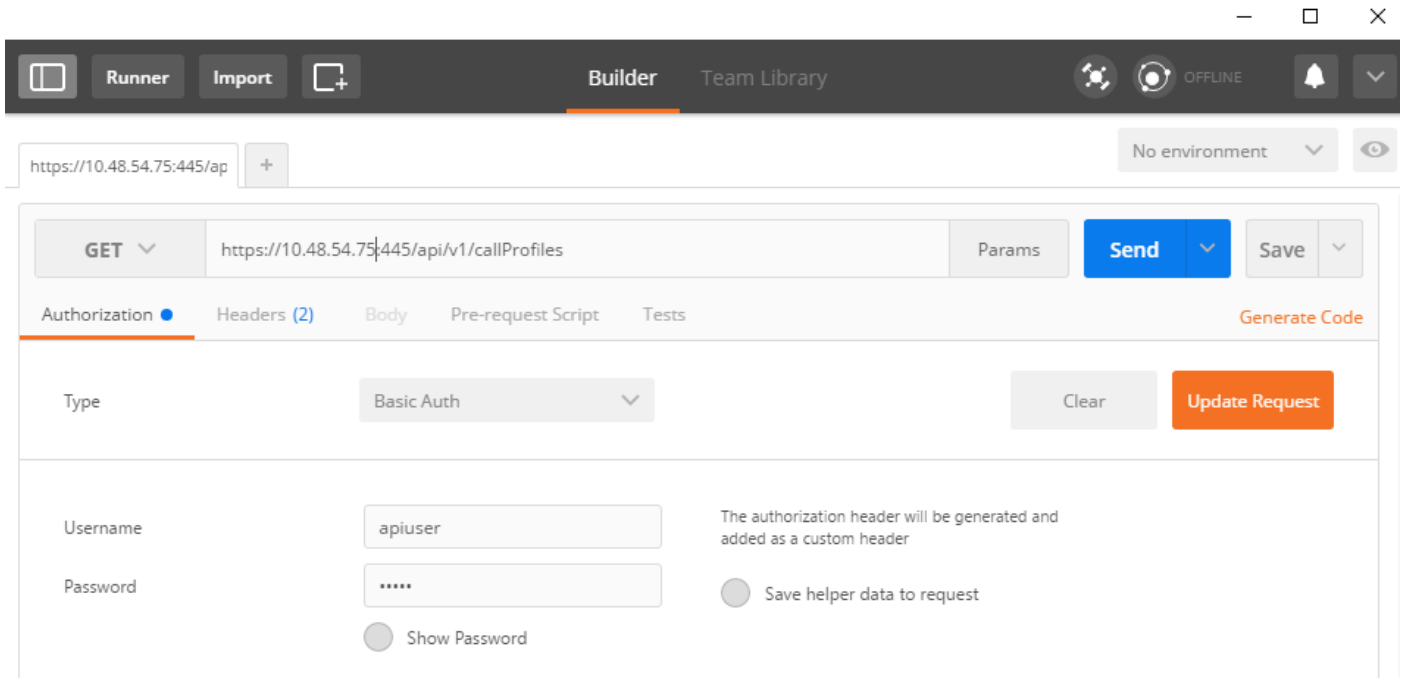 Runner Import Builder Team Library OFFLINE
https://10.48.54.75:445/ap + No environment
GET https://10.48.54.75:445/api/v1/callProfiles Params Send Save
Authorization Headers (2) Body Pre-request Script Tests Generate Code
Type Basic Auth Clear Update Request
Username apiuser The authorization header will be generated and
added as a custom header
Password •••••
Save helper data to request
Show Password